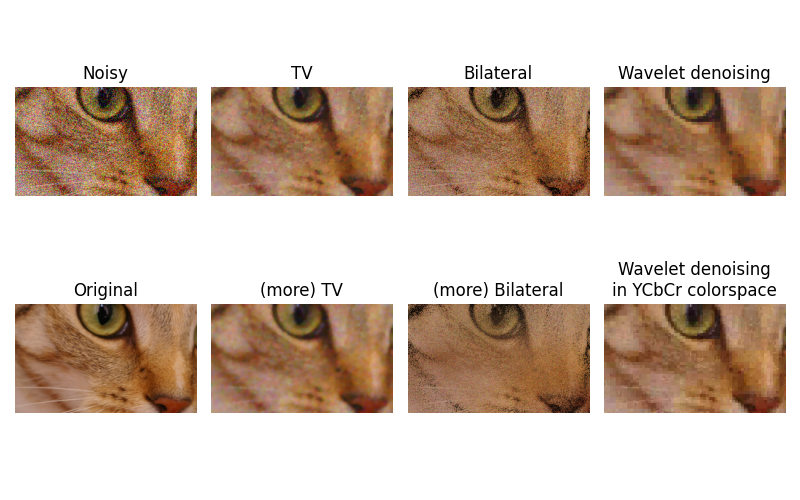 Noisy
TV
Bilateral
Wavelet denoising
Original
(more) TV
(more) Bilateral
Wavelet denoising
in YCbCr colorspace